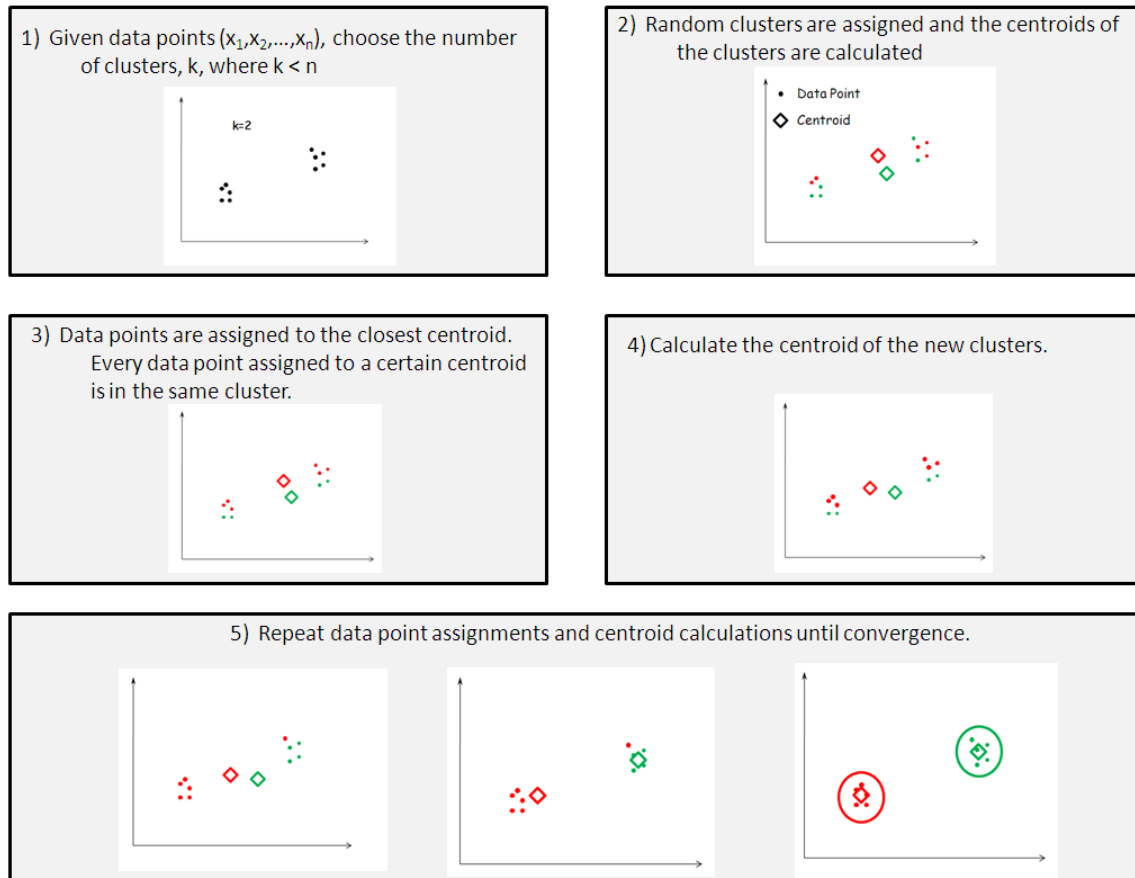 1) Given data points (x₁,x₂,...,xₙ), choose the number
of clusters, k, where k < n
k=2
2) Random clusters are assigned and the centroids of
the clusters are calculated
Data Point
Centroid
3) Data points are assigned to the closest centroid.
Every data point assigned to a certain centroid
is in the same cluster.
4) Calculate the centroid of the new clusters.
5) Repeat data point assignments and centroid calculations until convergence.